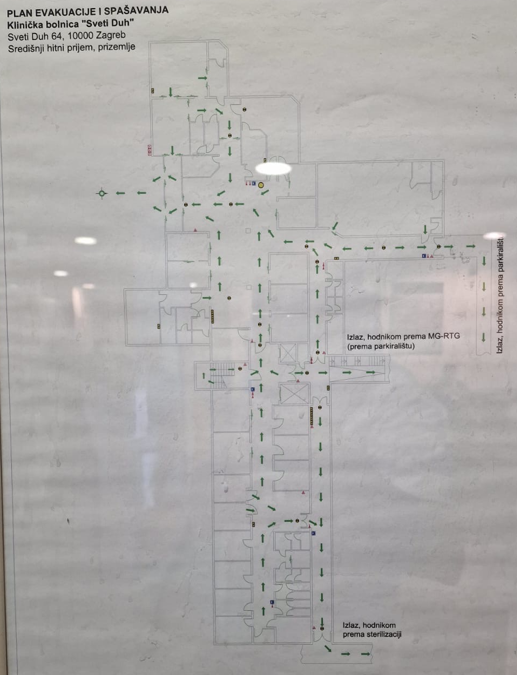 PLAN EVAKUACIJE I SPAŠAVANJA
Klinička bolnica "Sveti Duh"
Sveti Duh 64, 10000 Zagreb
Središnji hitni prijem, prizemlje
Izlaz, hodnikom prema parkirališt
Izlaz, hodnikom prema MG-RTG
(prema parkiralištu)
Izlaz, hodnikom
prema sterilizaciji